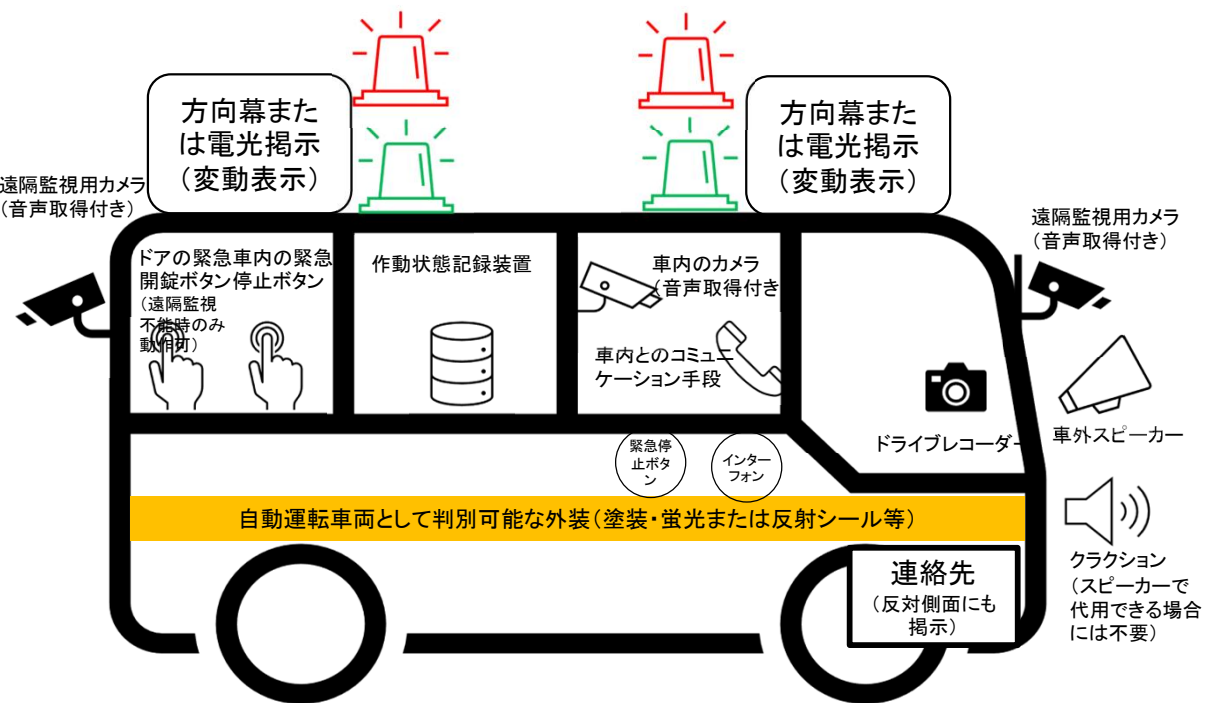 方向幕また
は電光掲示
（変動表示）
方向幕また
は電光掲示
（変動表示）
遠隔監視用カメラ
（音声取得付き）
遠隔監視用カメラ
（音声取得付き）
ドアの緊急
開錠ボタン
（遠隔監視
不能時のみ
動作可）
車内の緊急
停止ボタン
作動状態記録装置
車内のカメラ
（音声取得付き
車内とのコミュニ
ケーション手段
ドライブレコーダー
車外スピーカー
緊急停
止ボタ
ン
インター
フォン
自動運転車両として判別可能な外装（塗装・蛍光または反射シール等）
連絡先
（反対側面にも
掲示）
クラクション
（スピーカーで
代用できる場合
には不要）